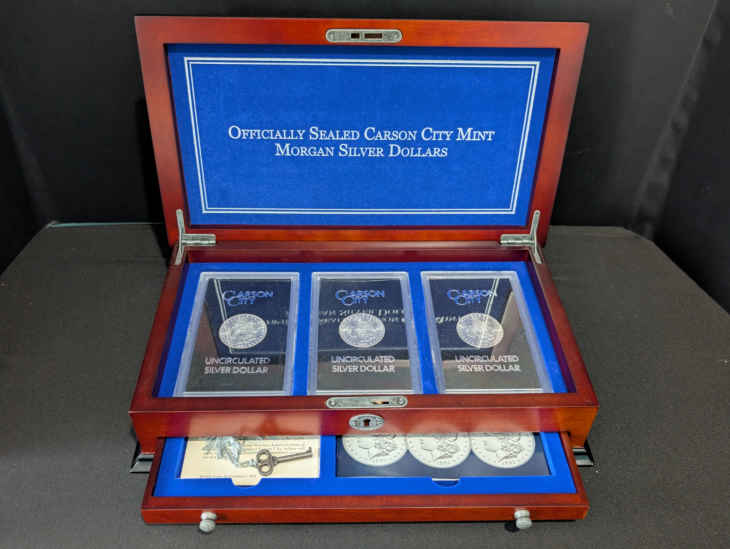 OFFICIALLY SEALED CARSON CITY MINT
MORGAN SILVER DOLLARS
CARSON
CITY
UNCIRCULATED
SILVER DOLLAR
CARSON
CITY
UNCIRCULATED
SILVER DOLLAR
CARSON
CITY
UNCIRCULATED
SILVER DOLLAR